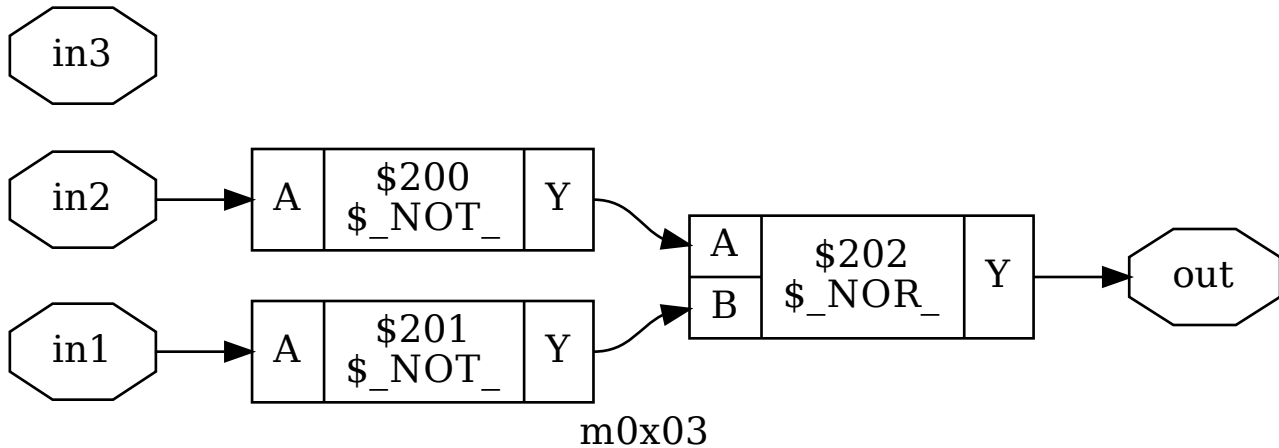 in3
in2
A
$200
$_NOT_
Y
in1
A
$201
$_NOT_
Y
A
B
$202
$_NOR_
Y
out
m0x03